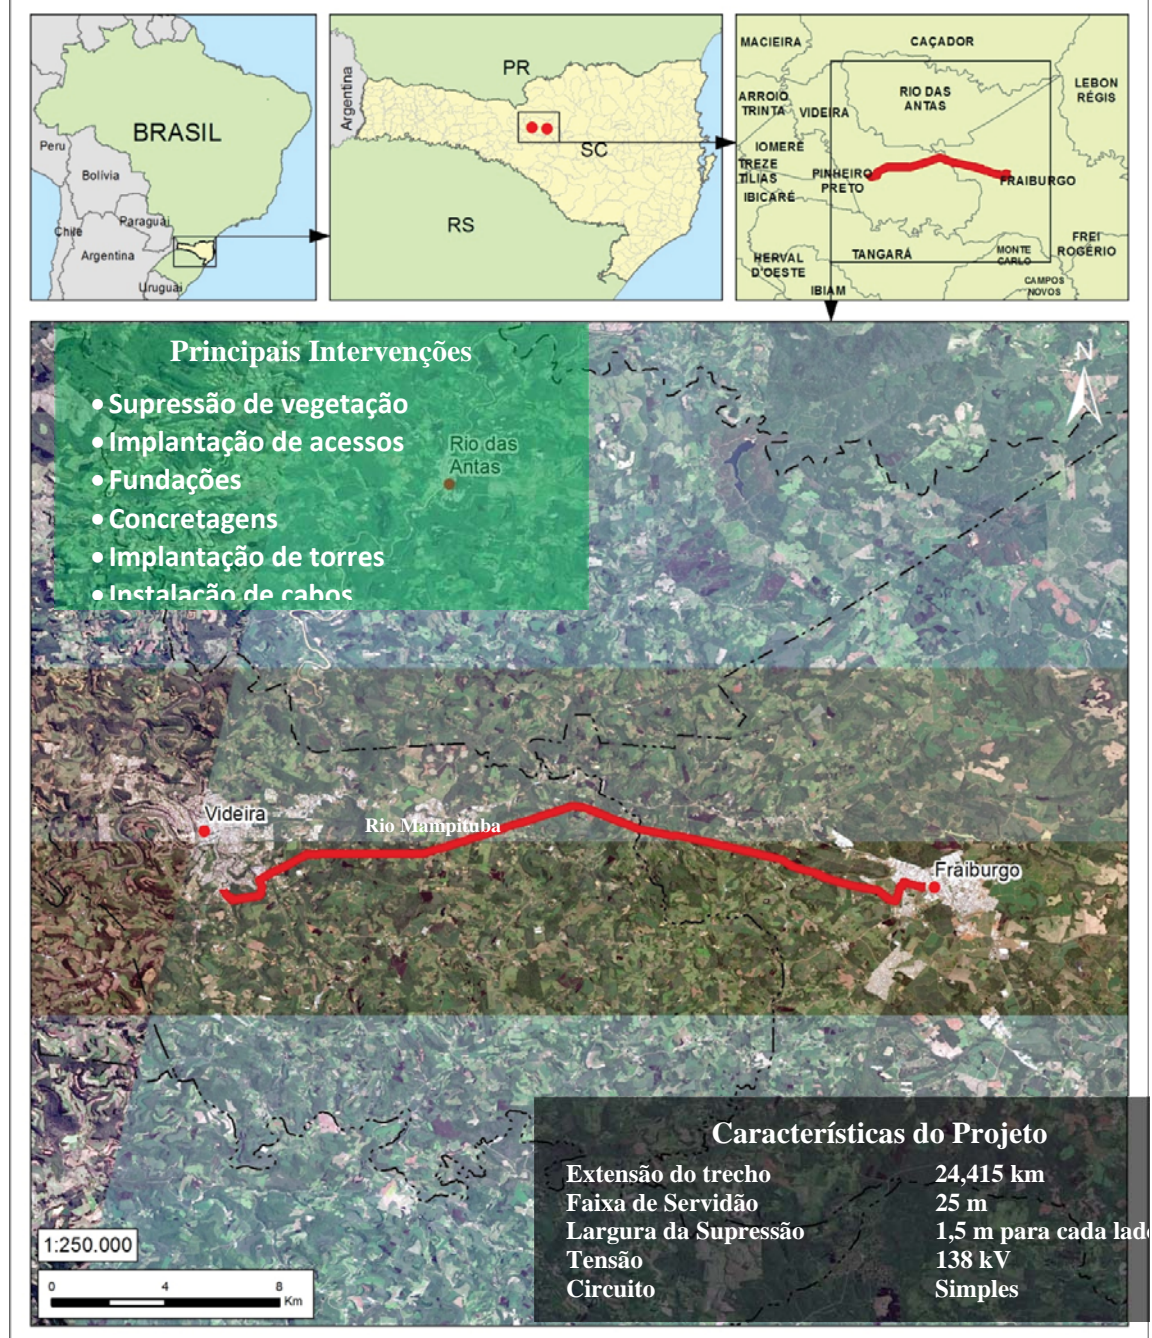 BRASIL
Peru
Bolívia
Paraguai
Chile
Argentina
Uruguai
Argentina
PR
SC
RS
MACIEIRA
CAÇADOR
LEBON
RÉGIS
ARROIO
TRINTA
RIO DAS
ANTAS
VIDEIRA
IOMERÊ
TREZE
TÍLIAS
PINHEIRO
PRETO
FRAIBURGO
IBICARÉ
HERVAL
D'OESTE
TANGARÁ
MONTE
CARLO
FREI
ROGÉRIO
IBIAM
CAMPOS
NOVOS
Principais Intervenções
• Supressão de vegetação
• Implantação de acessos
• Fundações
• Concretagens
• Implantação de torres
• Instalação de cabos
Rio das
Antas
N
Videira
Rio Mampituba
Fraiburgo
Características do Projeto
Extensão do trecho 24,415 km
Faixa de Servidão 25 m
Largura da Supressão 1,5 m para cada lado
Tensão 138 kV
Circuito Simples
1:250.000
0 4 8
Km